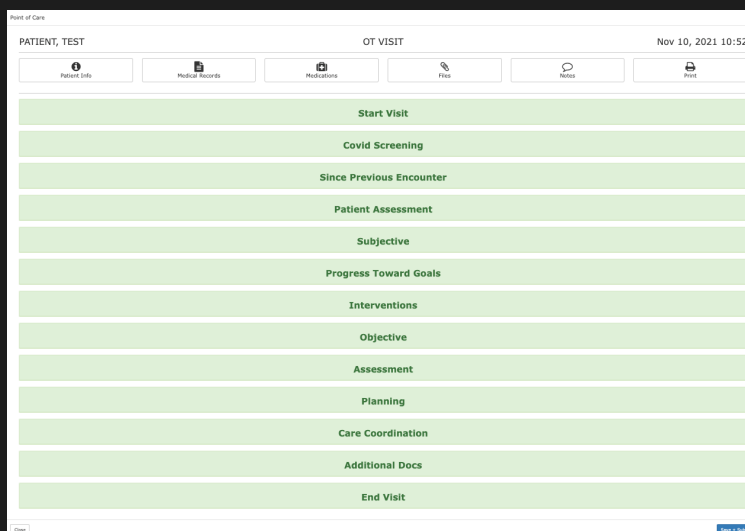 Point of Care
PATIENT, TEST OT VISIT Nov 10, 2021 10:52
Patient Info Medical Records Medications Files Notes Print
Start Visit
Covid Screening
Since Previous Encounter
Patient Assessment
Subjective
Progress Toward Goals
Interventions
Objective
Assessment
Planning
Care Coordination
Additional Docs
End Visit
Close Save +